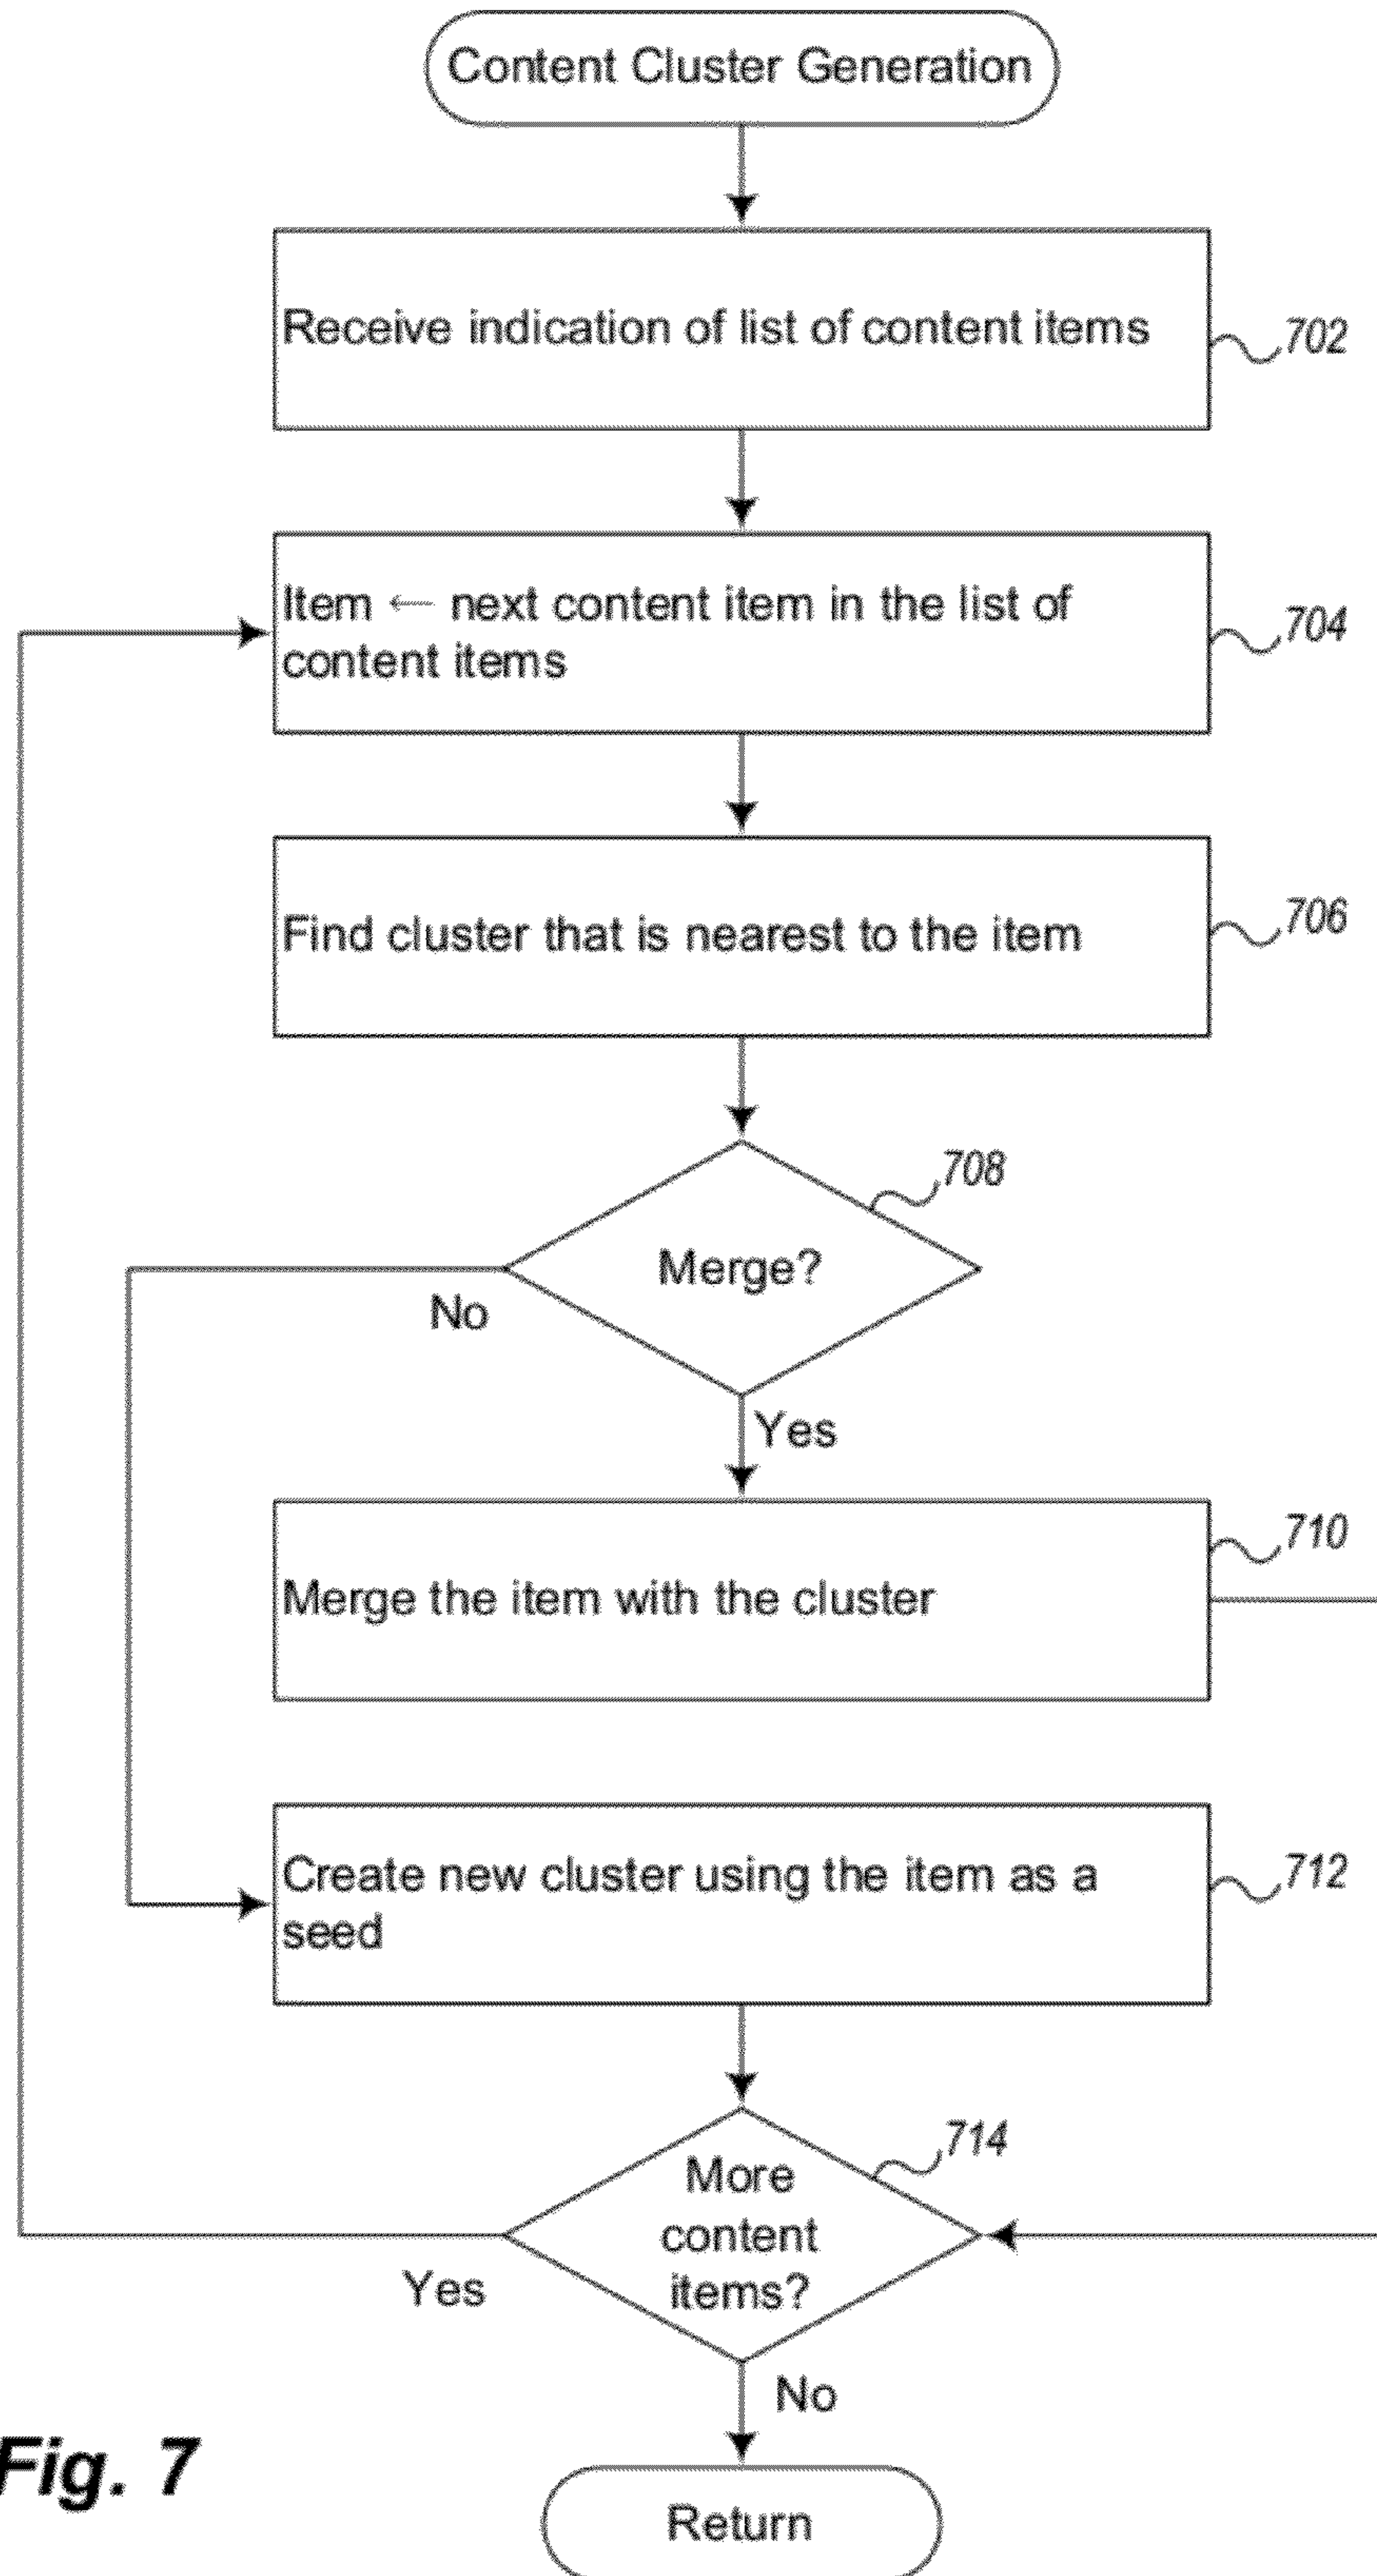 Content Cluster Generation
Receive indication of list of content items
702
Item ← next content item in the list of
content items
704
Find cluster that is nearest to the item
706
708
Merge?
No
Yes
710
Merge the item with the cluster
Create new cluster using the item as a
seed
712
714
More
content
items?
Yes
No
Fig. 7
Return